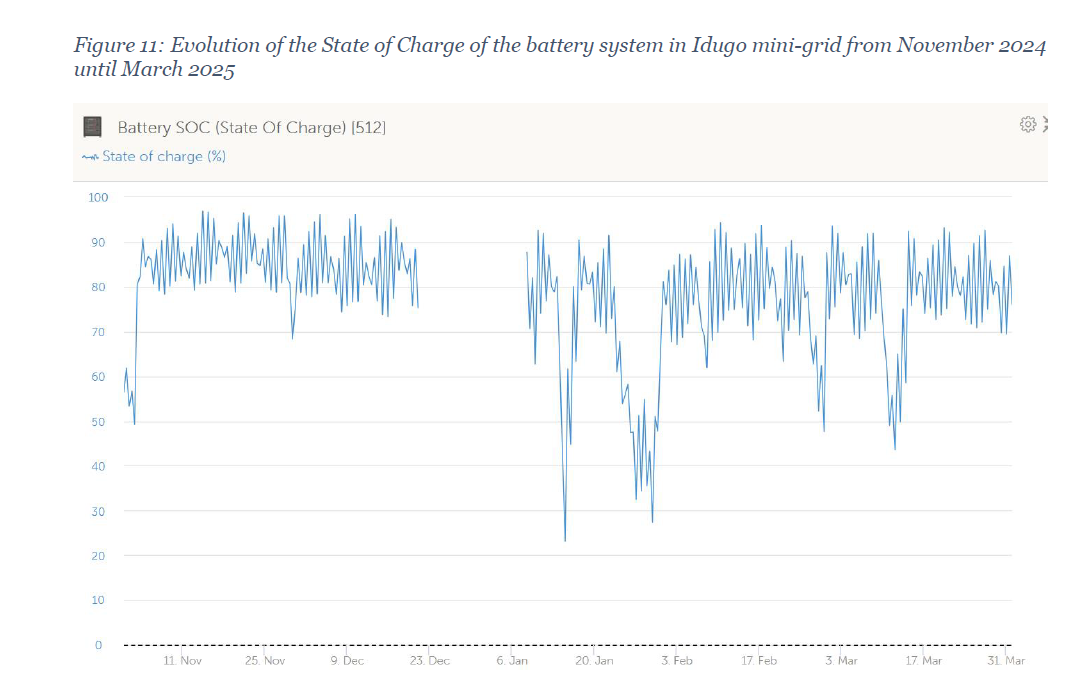 Figure 11: Evolution of the State of Charge of the battery system in Idugo mini-grid from November 2024
until March 2025
Battery SOC (State Of Charge) [512]
State of charge (%)
100
90
80
70
60
50
40
30
20
10
0
11. Nov 25. Nov 9. Dec 23. Dec 6. Jan 20. Jan 3. Feb 17. Feb 3. Mar 17. Mar 31. Mar